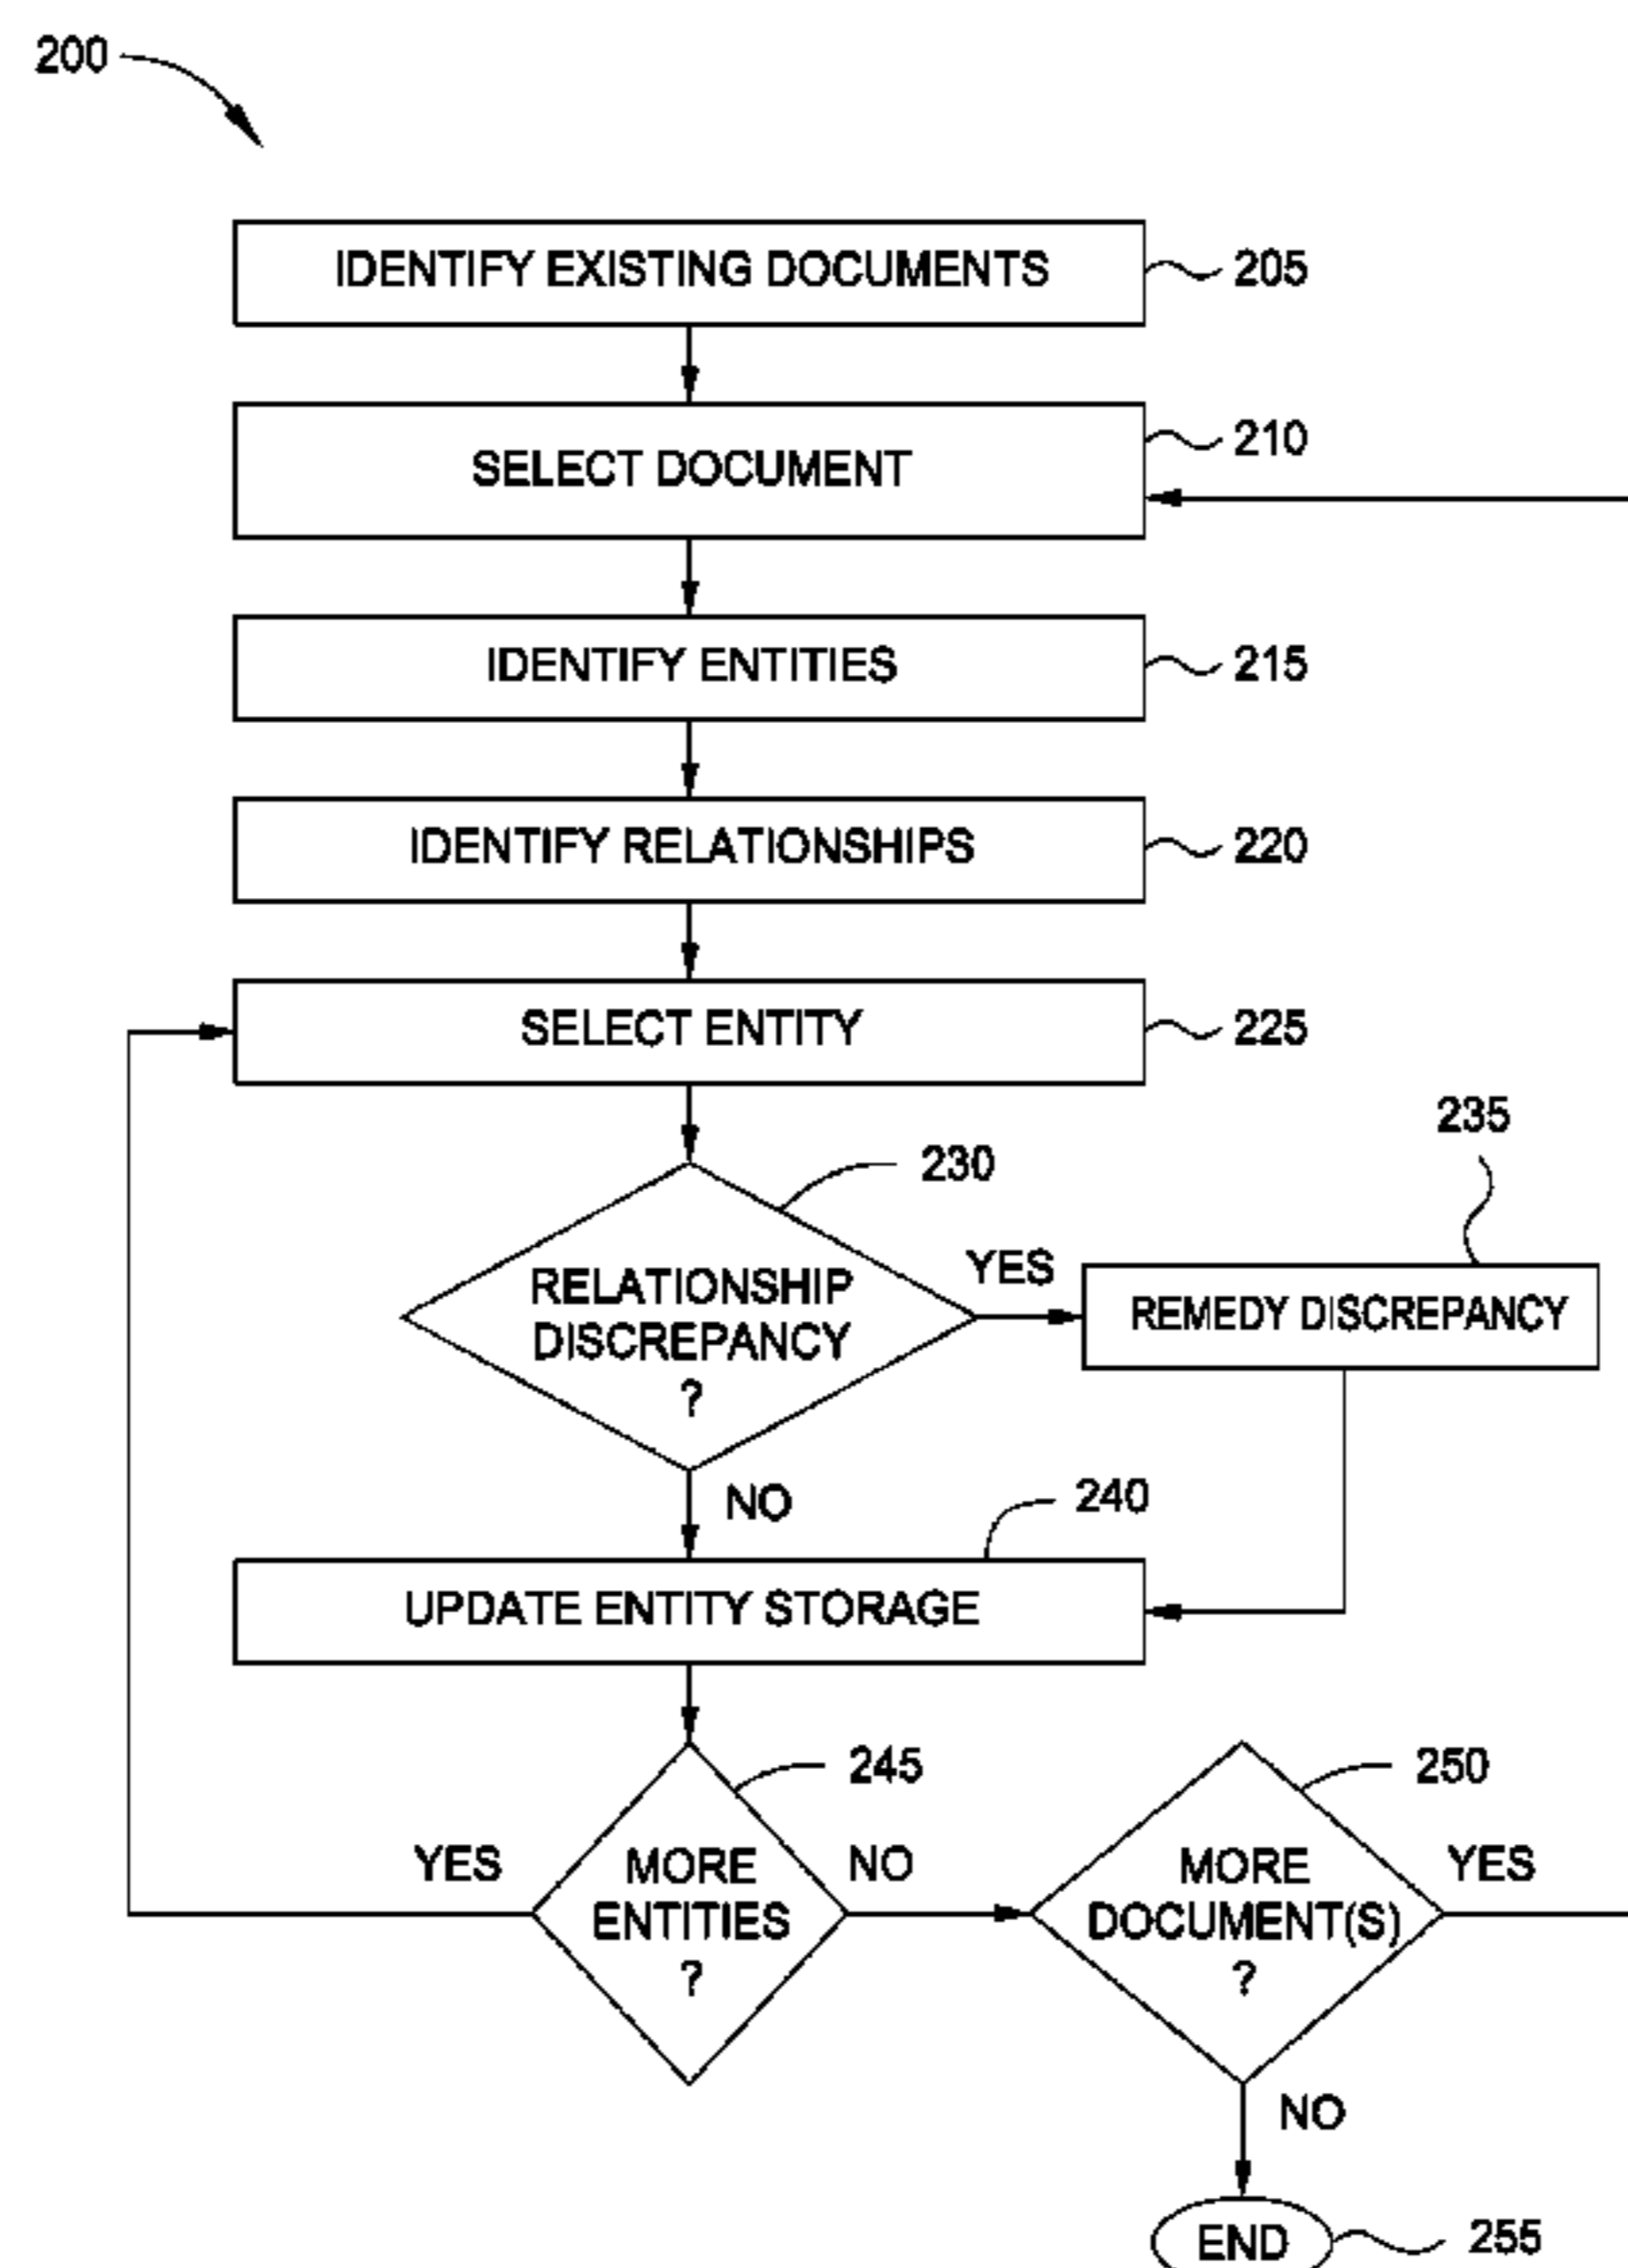 200
IDENTIFY EXISTING DOCUMENTS
205
SELECT DOCUMENT
210
IDENTIFY ENTITIES
215
IDENTIFY RELATIONSHIPS
220
SELECT ENTITY
225
230
RELATIONSHIP
DISCREPANCY
?
YES
235
REMEDY DISCREPANCY
NO
240
UPDATE ENTITY STORAGE
245
YES
MORE
ENTITIES
?
NO
250
MORE
DOCUMENT(S)
?
YES
NO
END
255